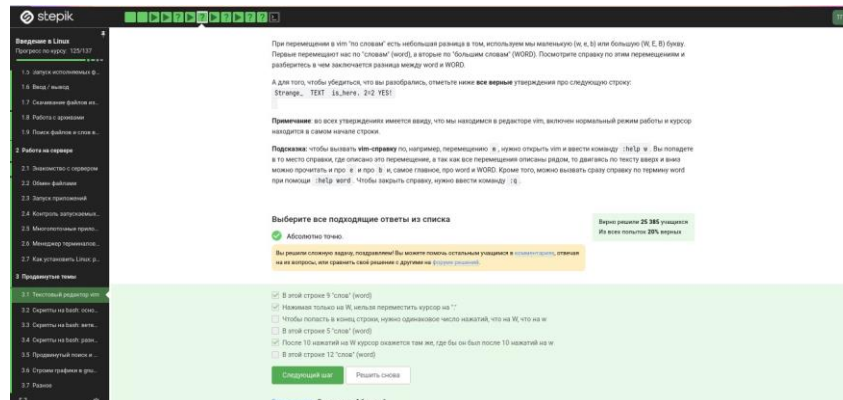 stepik
Введение в Linux
Прогресс по курсу: 125/137
1.5 Запуск исполняемых ф...
1.6 Ввод / вывод
1.7 Скачивание файлов из...
1.8 Работа с архивами
1.9 Поиск файлов и слов в...
2 Работа на сервере
2.1 Знакомство с сервером
2.2 Обмен файлами
2.3 Запуск приложений
2.4 Контроль запускаемых...
2.5 Многопоточные прило...
2.6 Менеджер терминалов...
2.7 Как установить Linux: р...
3 Продвинутые темы
3.1 Текстовый редактор vim
3.2 Скрипты на bash: осно...
3.3 Скрипты на bash: ветв...
3.4 Скрипты на bash: разн...
3.5 Продвинутый поиск и ...
3.6 Строим графики в gnu...
3.7 Разное
При перемещении в vim "по словам" есть небольшая разница в том, используем мы маленькую (w, e, b) или большую (W, E, B) букву.
Первые перемещают нас по "словам" (word), а вторые по "большим словам" (WORD). Посмотрите справку по этим перемещениям и
разберитесь в чем заключается разница между word и WORD.
А для того, чтобы убедиться, что вы разобрались, отметьте ниже все верные утверждения про следующую строку:
Strange_ TEXT is_here. 2=2 YES!
Примечание: во всех утверждениях имеется ввиду, что мы находимся в редакторе vim, включен нормальный режим работы и курсор
находится в самом начале строки.
Подсказка: чтобы вызвать vim-справку по, например, перемещению w, нужно открыть vim и ввести команду :help w. Вы попадете
в то место справки, где описано это перемещение, а так как все перемещения описаны рядом, то двигаясь по тексту вверх и вниз
можно прочитать и про e и про b и, самое главное, про word и WORD. Кроме того, можно вызвать сразу справку по термину word
при помощи :help word. Чтобы закрыть справку, нужно ввести команду :q.
Выберите все подходящие ответы из списка
Верно решили 25 385 учащихся
Из всех попыток 20% верных
Абсолютно точно.
Вы решили сложную задачу, поздравляем! Вы можете помочь остальным учащимся в комментариях, отвечая
на их вопросы, или сравнить своё решение с другими на форуме решений.
В этой строке 9 "слов" (word)
Нажимая только на W, нельзя переместить курсор на "."
Чтобы попасть в конец строки, нужно одинаковое число нажатий, что на W, что на w
В этой строке 5 "слов" (word)
После 10 нажатий на W курсор окажется там же, где бы он был после 10 нажатий на w
В этой строке 12 "слов" (word)
Следующий шаг
Решить снова